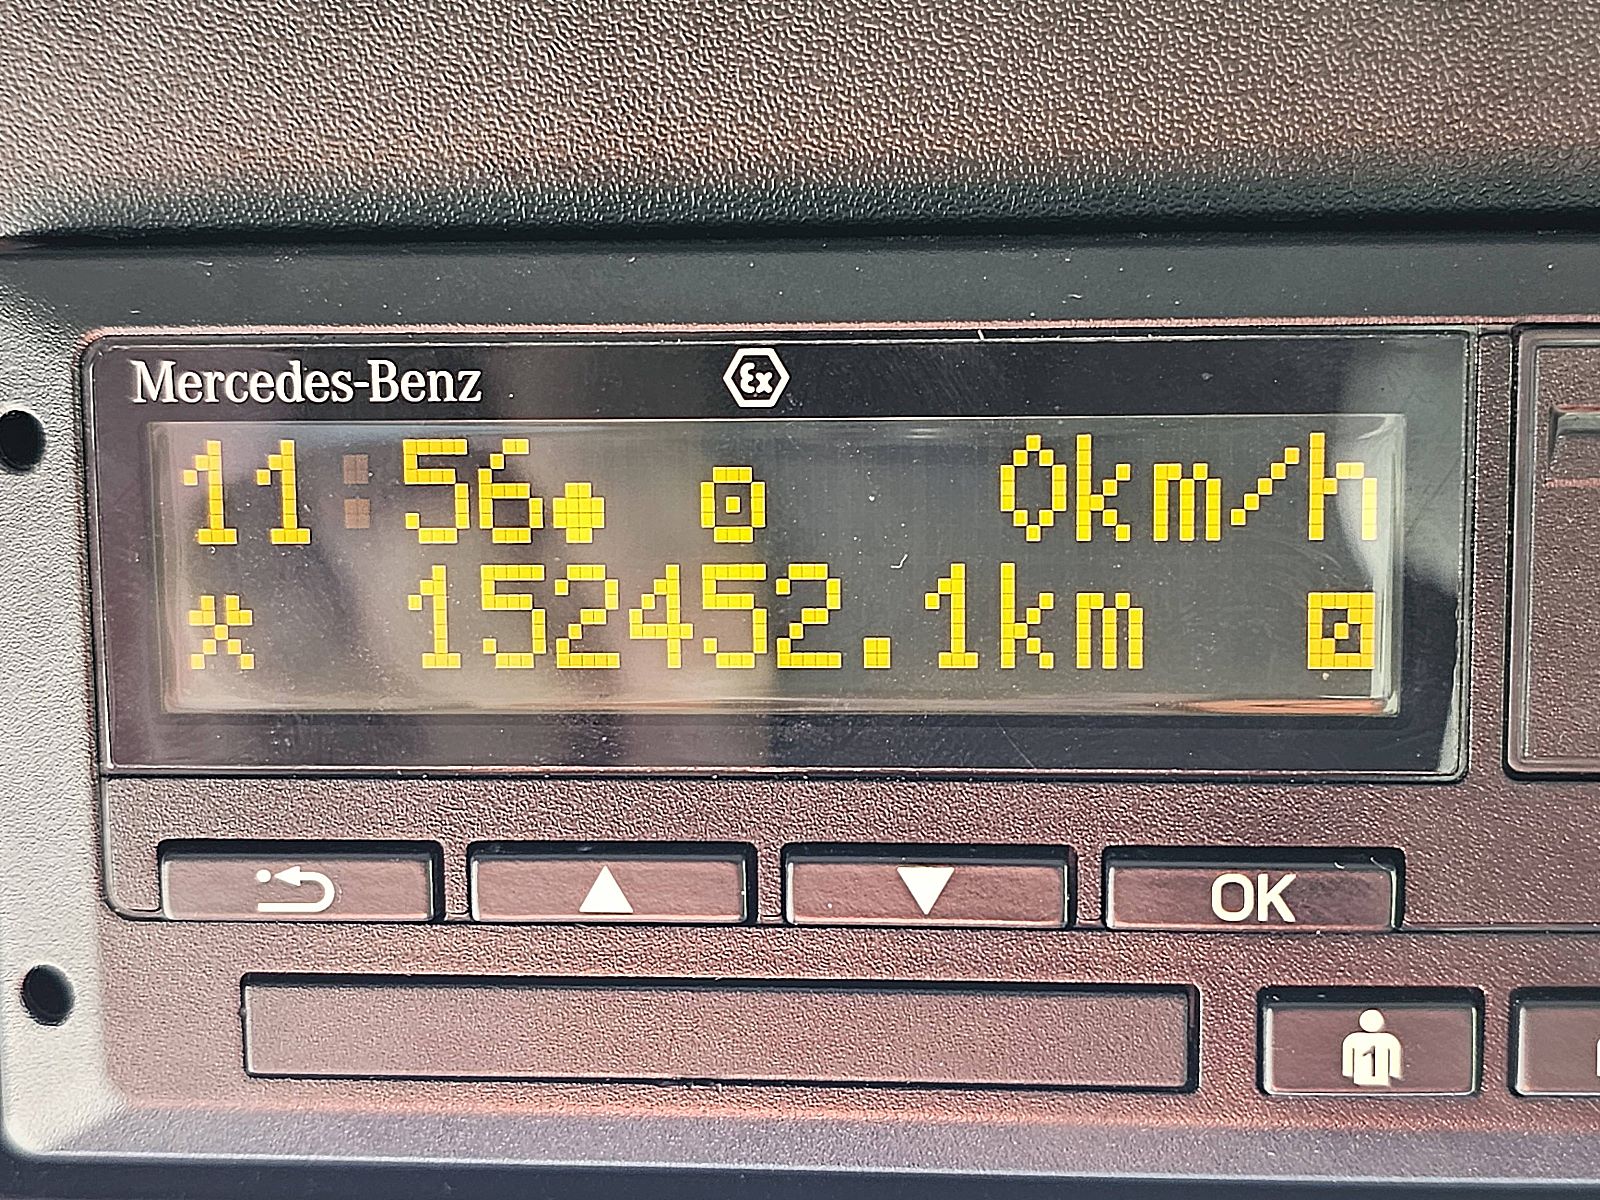 Mercedes-Benz Ex
11:56 0km/h
152452.1km
OK
1